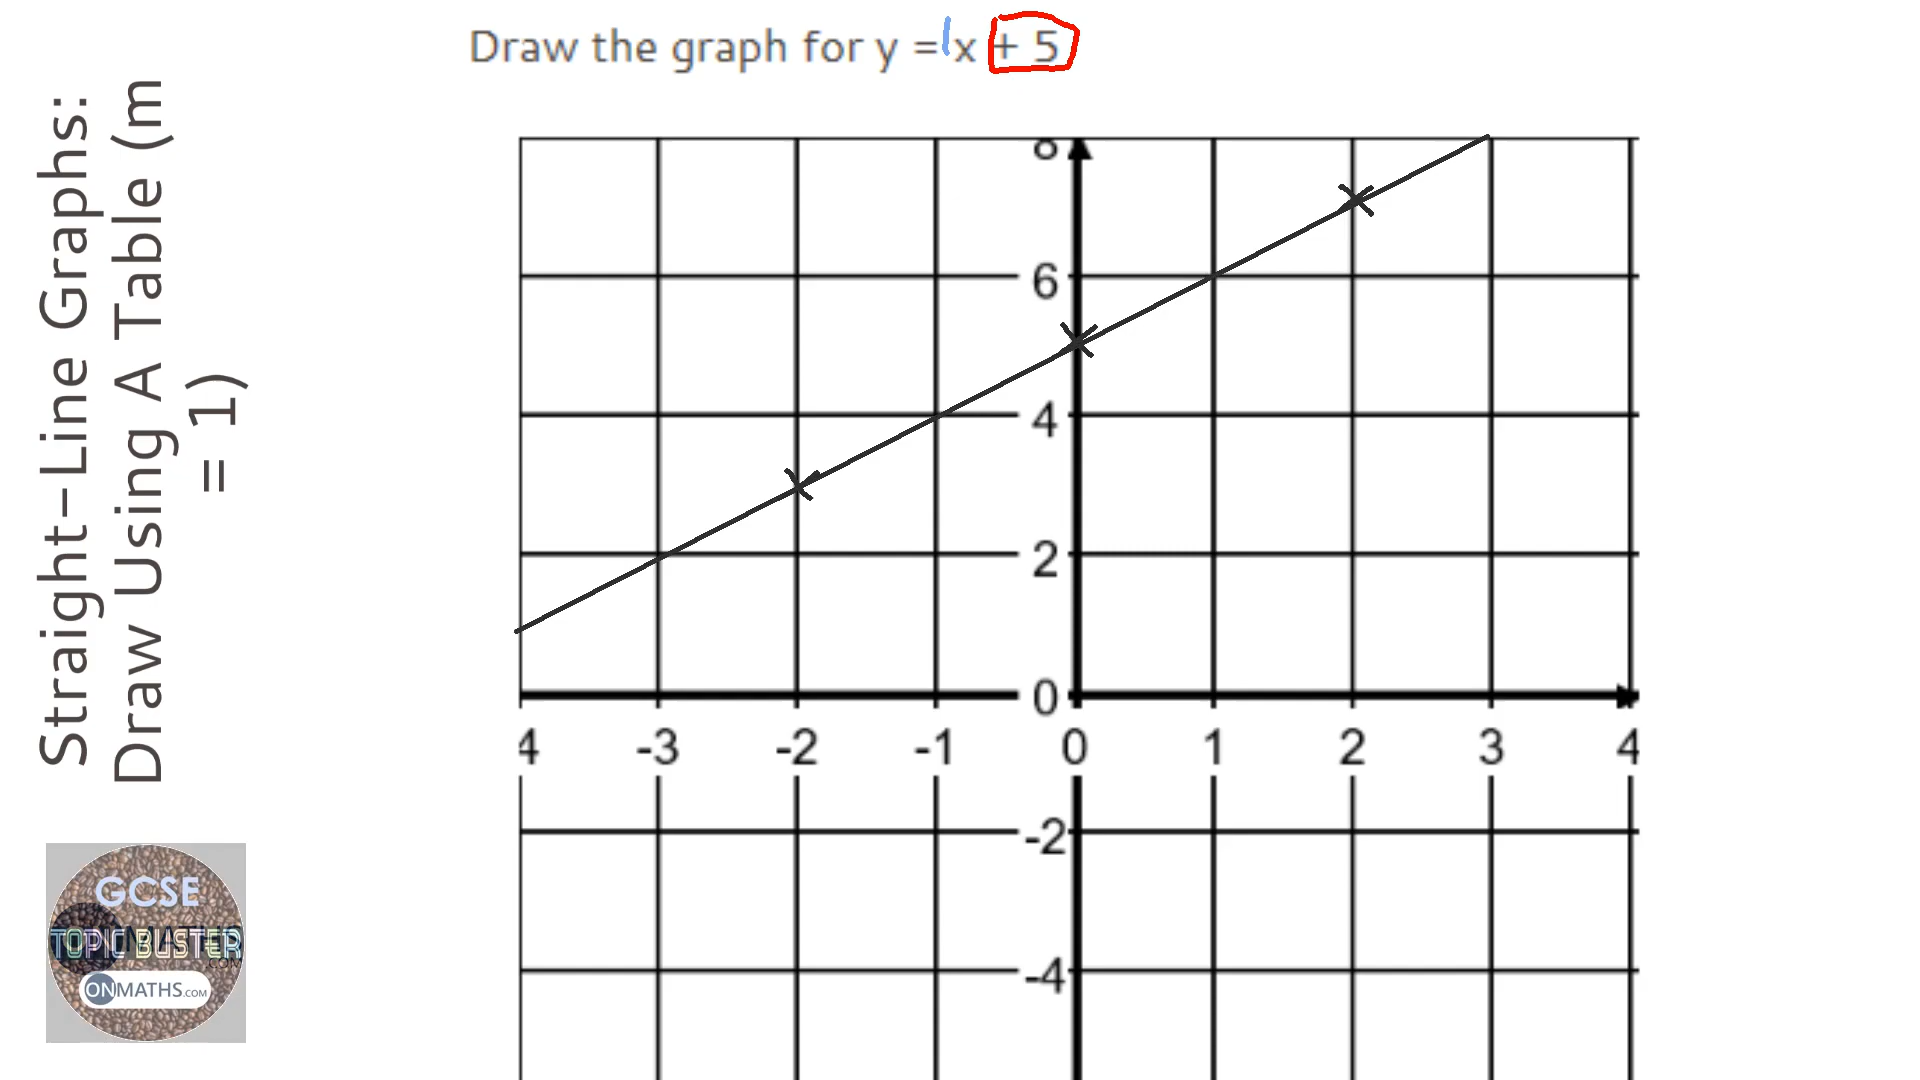 Draw the graph for y = 1x + 5
Straight-Line Graphs:
Draw Using A Table (m
= 1)
8
6
4
2
0
4 -3 -2 -1 0 1 2 3 4
-2
-4
GCSE
TOPIC BUSTER
ONMATHS.COM